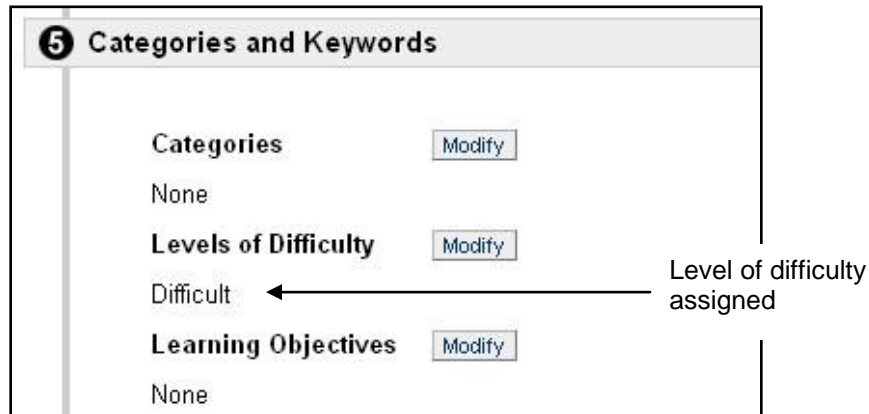 5 Categories and Keywords
Categories Modify
None
Levels of Difficulty Modify
Difficult
Level of difficulty
assigned
Learning Objectives Modify
None